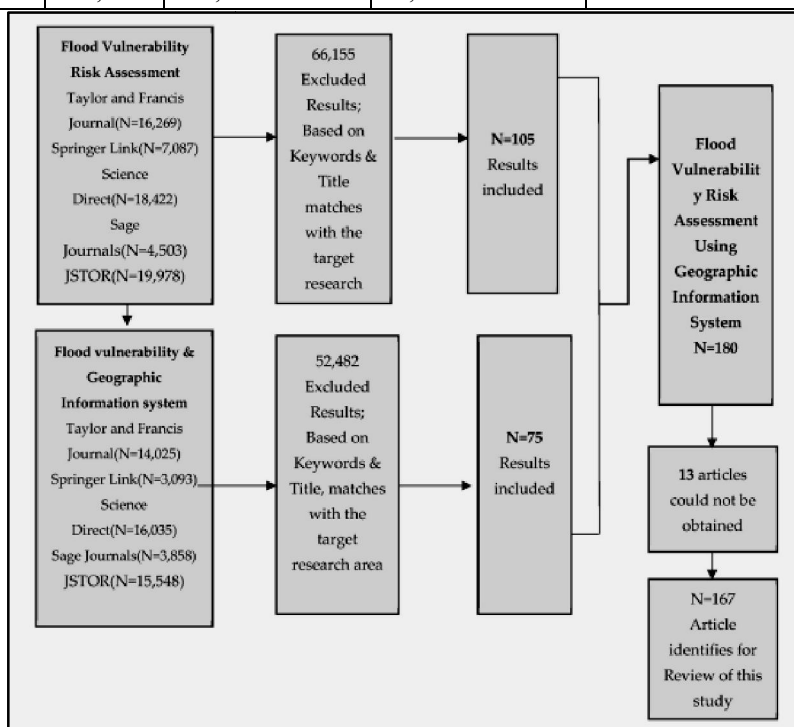 Flood Vulnerability
Risk Assessment
Taylor and Francis
Journal(N=16,269)
Springer Link(N=7,087)
Science
Direct(N=18,422)
Sage
Journals(N=4,503)
JSTOR(N=19,978)
66,155
Excluded
Results;
Based on
Keywords &
Title
matches
with the
target
research
N=105
Results
included
Flood vulnerability &
Geographic
Information system
Taylor and Francis
Journal(N=14,025)
Springer Link(N=3,093)
Science
Direct(N=16,035)
Sage Journals(N=3,858)
JSTOR(N=15,548)
52,482
Excluded
Results;
Based on
Keywords &
Title, matches
with the
target
research area
N=75
Results
included
Flood
Vulnerabilit
y Risk
Assessment
Using
Geographic
Information
System
N=180
13 articles
could not be
obtained
N=167
Article
identifies for
Review of this
study